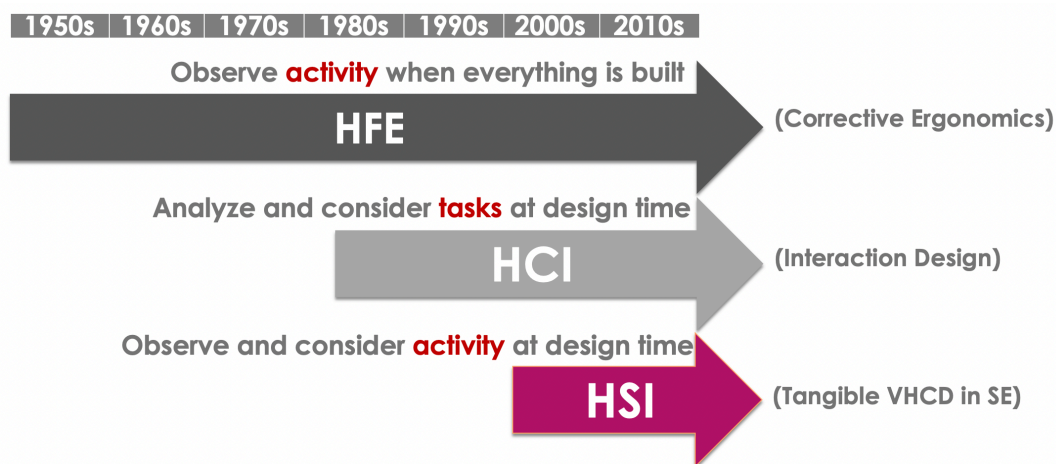 1950s 1960s 1970s 1980s 1990s 2000s 2010s
Observe activity when everything is built
HFE
(Corrective Ergonomics)
Analyze and consider tasks at design time
HCI
(Interaction Design)
Observe and consider activity at design time
HSI
(Tangible VHCD in SE)